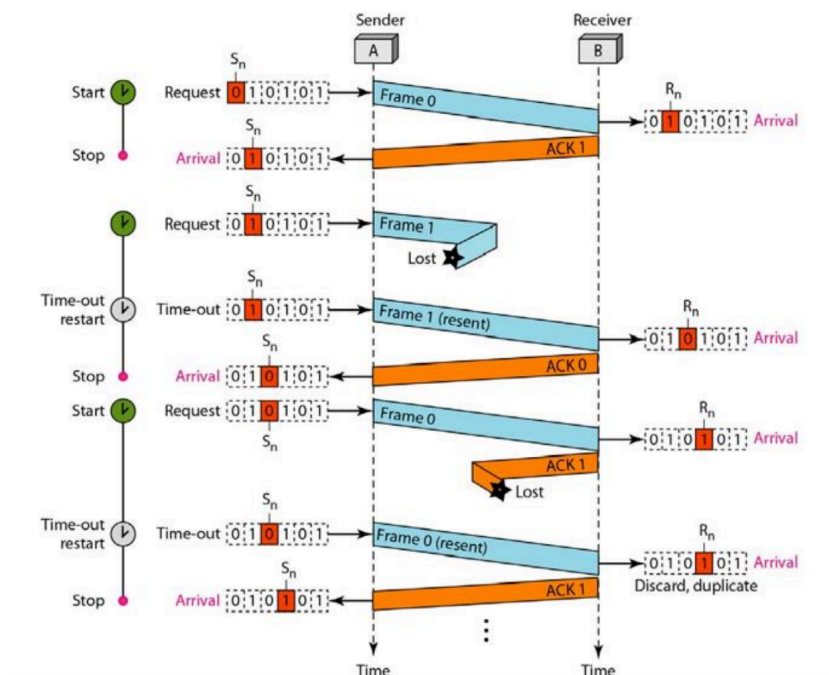 Sender Receiver
A B
Sn
Start Request 0 1 0 1 0 1 Frame 0
Rn
0 1 0 1 0 1 Arrival
Sn
Stop Arrival 0 1 0 1 0 1 ACK 1
Sn
Request 0 1 0 1 0 1 Frame 1
Lost
Sn
Time-out
restart
Time-out 0 1 0 1 0 1 Frame 1 (resent)
Rn
0 1 0 1 0 1 Arrival
Sn
Stop Arrival 0 1 0 1 0 1 ACK 0
Start Request 0 1 0 1 0 1 Frame 0
Sn
Rn
0 1 0 1 0 1 Arrival
ACK 1
Lost
Sn
Time-out
restart
Time-out 0 1 0 1 0 1 Frame 0 (resent)
Rn
0 1 0 1 0 1 Arrival
Discard, duplicate
Sn
Stop Arrival 0 1 0 1 0 1 ACK 1
Time Time